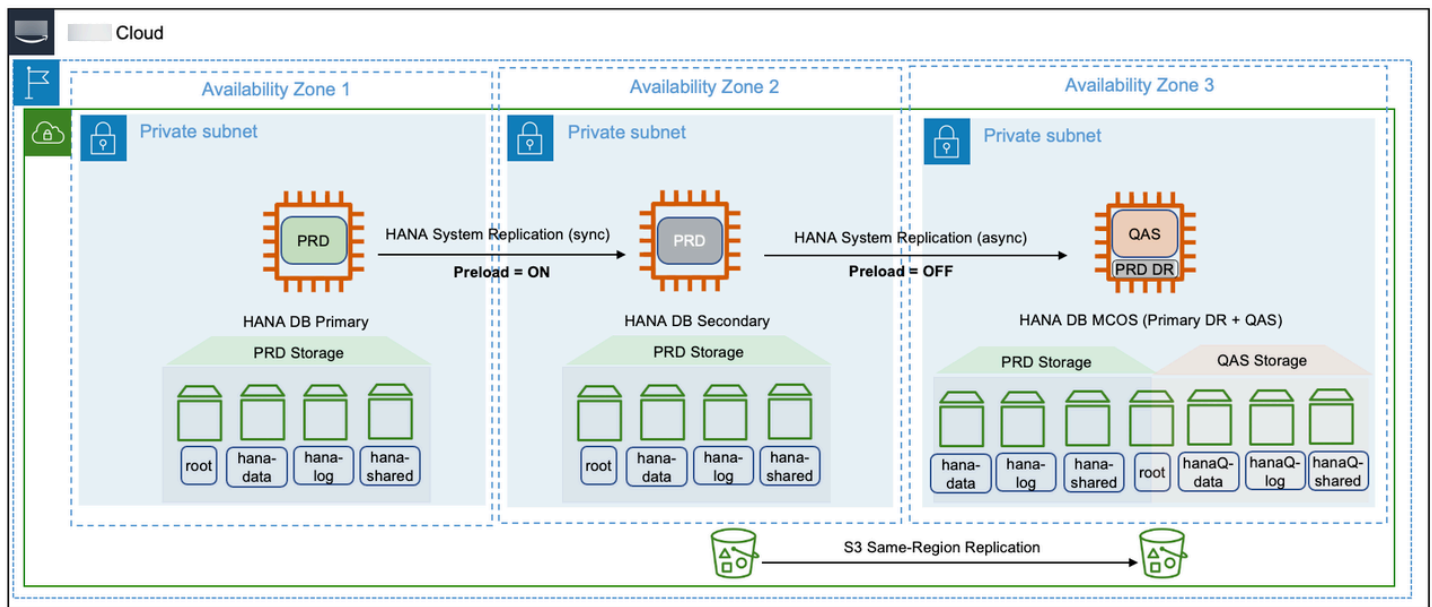 Cloud
Availability Zone 1
Availability Zone 2
Availability Zone 3
Private subnet
Private subnet
Private subnet
PRD
HANA System Replication (sync)
Preload = ON
PRD
HANA System Replication (async)
Preload = OFF
QAS
PRD DR
HANA DB Primary
HANA DB Secondary
HANA DB MCOS (Primary DR + QAS)
PRD Storage
PRD Storage
PRD Storage
QAS Storage
root
hana-
data
hana-
log
hana-
shared
root
hana-
data
hana-
log
hana-
shared
hana-
data
hana-
log
hana-
shared
root
hanaQ-
data
hanaQ-
log
hanaQ-
shared
S3 Same-Region Replication